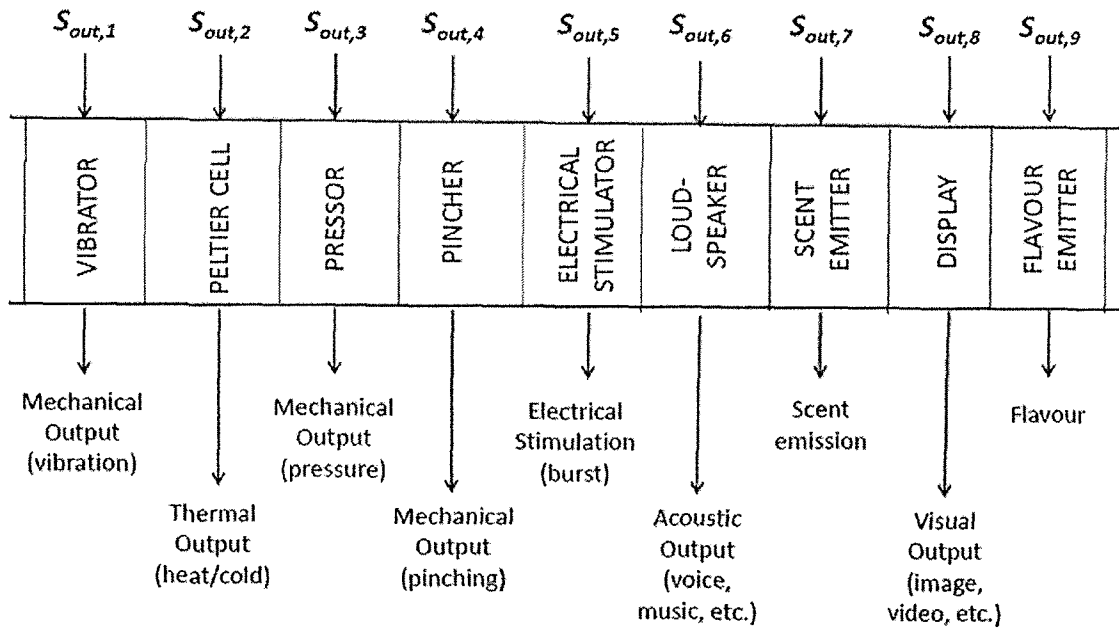 S_out,1 S_out,2 S_out,3 S_out,4 S_out,5 S_out,6 S_out,7 S_out,8 S_out,9
VIBRATOR
PELTIER CELL
PRESSOR
PINCHER
ELECTRICAL
STIMULATOR
LOUD-
SPEAKER
SCENT
EMITTER
DISPLAY
FLAVOUR
EMITTER
Mechanical
Output
(vibration)
Thermal
Output
(heat/cold)
Mechanical
Output
(pressure)
Mechanical
Output
(pinching)
Electrical
Stimulation
(burst)
Acoustic
Output
(voice,
music, etc.)
Scent
emission
Visual
Output
(image,
video, etc.)
Flavour